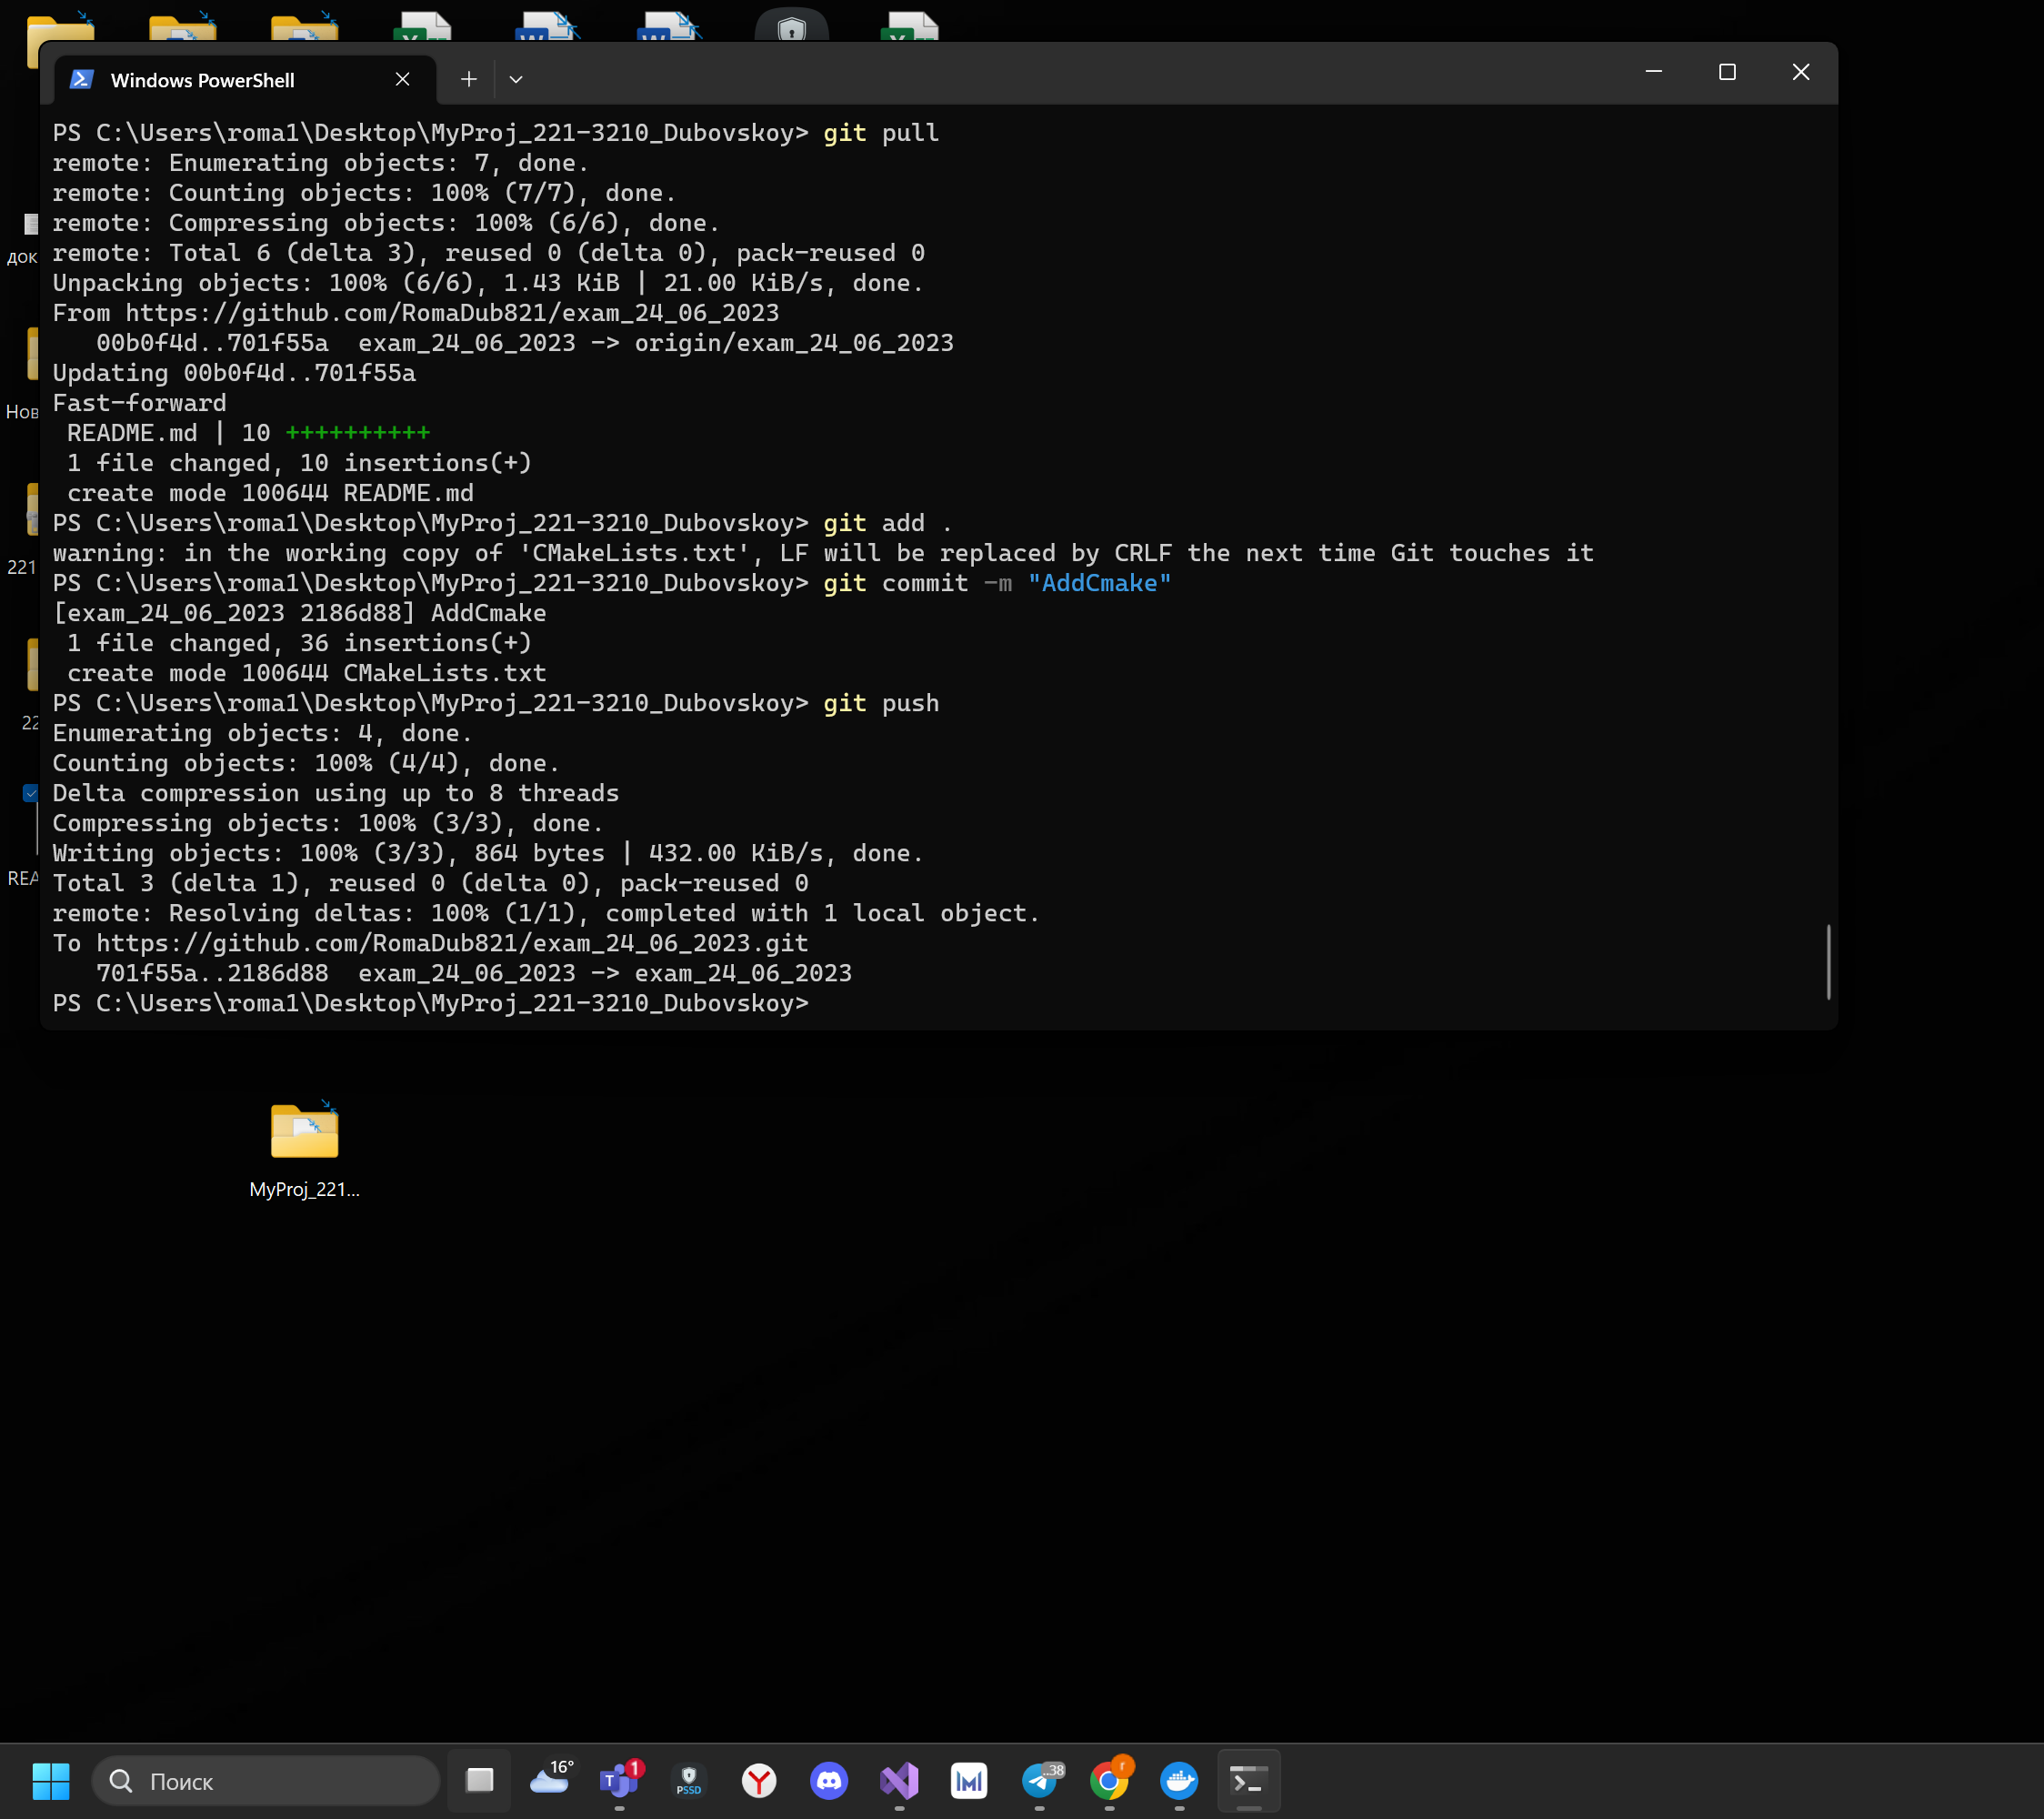 Windows PowerShell
PS C:\Users\roma1\Desktop\MyProj_221-3210_Dubovskoy> git pull
remote: Enumerating objects: 7, done.
remote: Counting objects: 100% (7/7), done.
remote: Compressing objects: 100% (6/6), done.
remote: Total 6 (delta 3), reused 0 (delta 0), pack-reused 0
Unpacking objects: 100% (6/6), 1.43 KiB | 21.00 KiB/s, done.
From https://github.com/RomaDub821/exam_24_06_2023
   00b0f4d..701f55a  exam_24_06_2023 -> origin/exam_24_06_2023
Updating 00b0f4d..701f55a
Fast-forward
 README.md | 10 ++++++++++
 1 file changed, 10 insertions(+)
 create mode 100644 README.md
PS C:\Users\roma1\Desktop\MyProj_221-3210_Dubovskoy> git add .
warning: in the working copy of 'CMakeLists.txt', LF will be replaced by CRLF the next time Git touches it
PS C:\Users\roma1\Desktop\MyProj_221-3210_Dubovskoy> git commit -m "AddCmake"
[exam_24_06_2023 2186d88] AddCmake
 1 file changed, 36 insertions(+)
 create mode 100644 CMakeLists.txt
PS C:\Users\roma1\Desktop\MyProj_221-3210_Dubovskoy> git push
Enumerating objects: 4, done.
Counting objects: 100% (4/4), done.
Delta compression using up to 8 threads
Compressing objects: 100% (3/3), done.
Writing objects: 100% (3/3), 864 bytes | 432.00 KiB/s, done.
Total 3 (delta 1), reused 0 (delta 0), pack-reused 0
remote: Resolving deltas: 100% (1/1), completed with 1 local object.
To https://github.com/RomaDub821/exam_24_06_2023.git
   701f55a..2186d88  exam_24_06_2023 -> exam_24_06_2023
PS C:\Users\roma1\Desktop\MyProj_221-3210_Dubovskoy>
док
Нов
221
22
REA
MyProj_221...
Поиск
16°
1
PSSD
..38
r